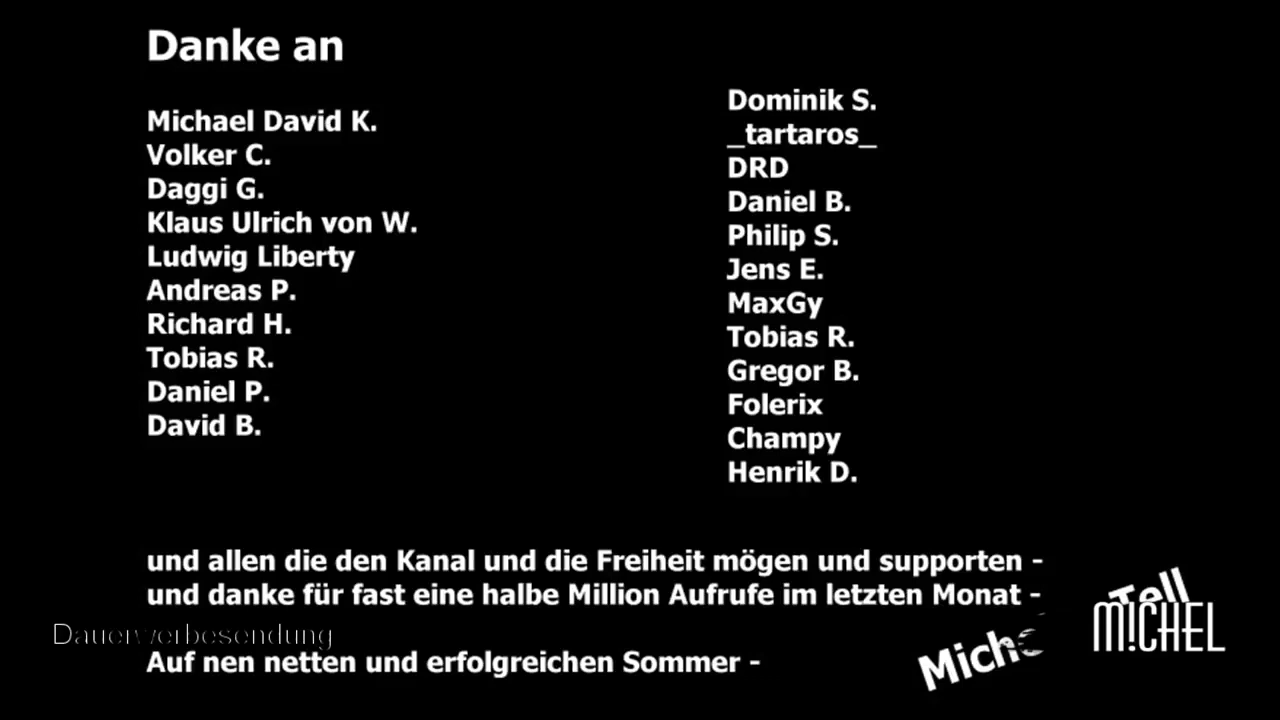 Danke an
Michael David K.
Volker C.
Daggi G.
Klaus Ulrich von W.
Ludwig Liberty
Andreas P.
Richard H.
Tobias R.
Daniel P.
David B.
Dominik S.
_tartaros_
DRD
Daniel B.
Philip S.
Jens E.
MaxGy
Tobias R.
Gregor B.
Folerix
Champy
Henrik D.
und allen die den Kanal und die Freiheit mögen und supporten -
und danke für fast eine halbe Million Aufrufe im letzten Monat -
Dauerwerbesendung
Auf nen netten und erfolgreichen Sommer -
Tell
M!CHEL